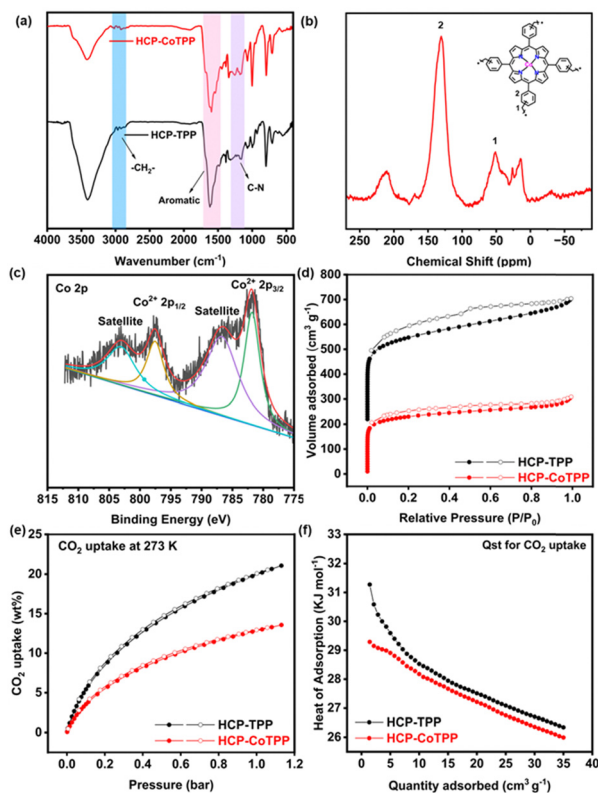 (a)
HCP-CoTPP
HCP-TPP
-CH₂-
Aromatic
C-N
4000 3500 3000 2500 2000 1500 1000 500
Wavenumber (cm⁻¹)
(b)
2
1
2
1
250 200 150 100 50 0 -50
Chemical Shift (ppm)
(c)
Co 2p
Satellite
Co²⁺ 2p₁/₂
Satellite
Co²⁺ 2p₃/₂
815 810 805 800 795 790 785 780 775
Binding Energy (eV)
(d)
Volume adsorbed (cm³ g⁻¹)
800
700
600
500
400
300
200
100
0
HCP-TPP
HCP-CoTPP
0.0 0.2 0.4 0.6 0.8 1.0
Relative Pressure (P/P₀)
(e)
CO₂ uptake at 273 K
CO₂ uptake (wt%)
25
20
15
10
5
0
HCP-TPP
HCP-CoTPP
0.0 0.2 0.4 0.6 0.8 1.0 1.2
Pressure (bar)
(f)
Qst for CO₂ uptake
Heat of Adsorption (KJ mol⁻¹)
33
32
31
30
29
28
27
26
HCP-TPP
HCP-CoTPP
0 5 10 15 20 25 30 35 40
Quantity adsorbed (cm³ g⁻¹)